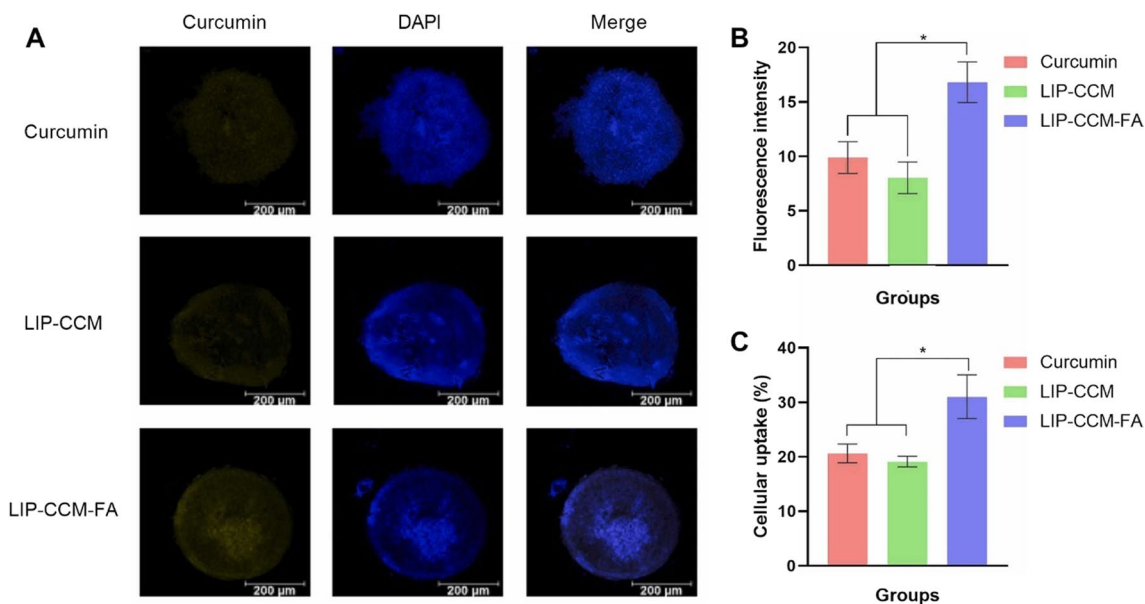 A
Curcumin DAPI Merge
Curcumin
200 µm 200 µm 200 µm
LIP-CCM
200 µm 200 µm 200 µm
LIP-CCM-FA
200 µm 200 µm 200 µm
B
Fluorescence intensity
20
15
10
5
0
*
Curcumin
LIP-CCM
LIP-CCM-FA
Groups
C
Cellular uptake (%)
40
30
20
10
0
*
Curcumin
LIP-CCM
LIP-CCM-FA
Groups